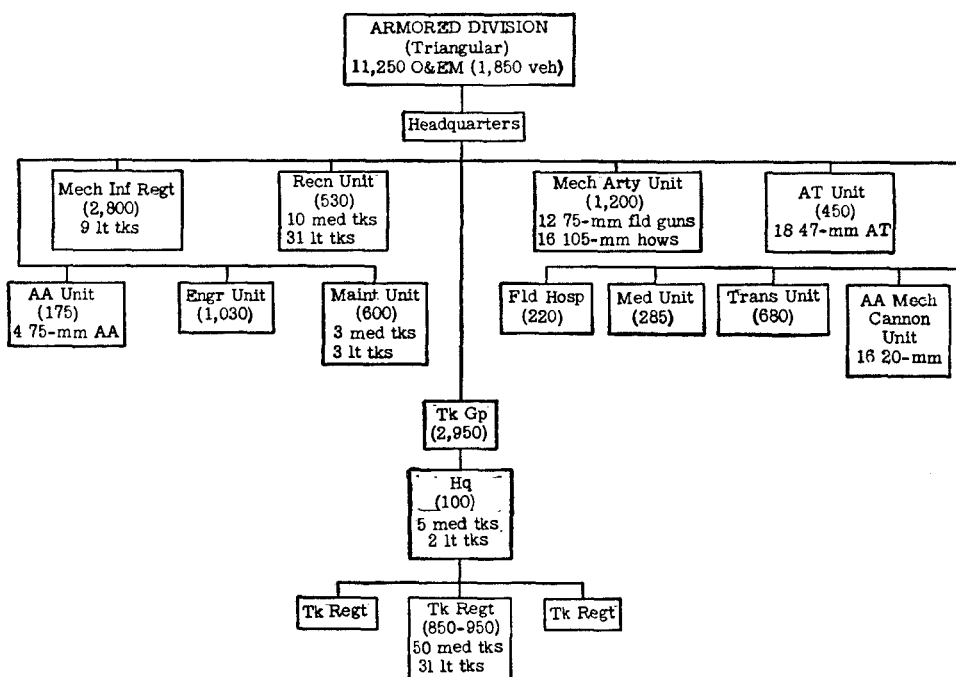 ARMORED DIVISION
(Triangular)
11,250 O&EM (1,850 veh)
Headquarters
Mech Inf Regt
(2,800)
9 lt tks
Recn Unit
(530)
10 med tks
31 lt tks
Mech Arty Unit
(1,200)
12 75-mm fld guns
16 105-mm hows
AT Unit
(450)
18 47-mm AT
AA Unit
(175)
4 75-mm AA
Engr Unit
(1,030)
Maint Unit
(600)
3 med tks
3 lt tks
Fld Hosp
(220)
Med Unit
(285)
Trans Unit
(680)
AA Mech
Cannon
Unit
16 20-mm
Tk Gp
(2,950)
Hq
(100)
5 med tks
2 lt tks
Tk Regt
Tk Regt
(850-950)
50 med tks
31 lt tks
Tk Regt